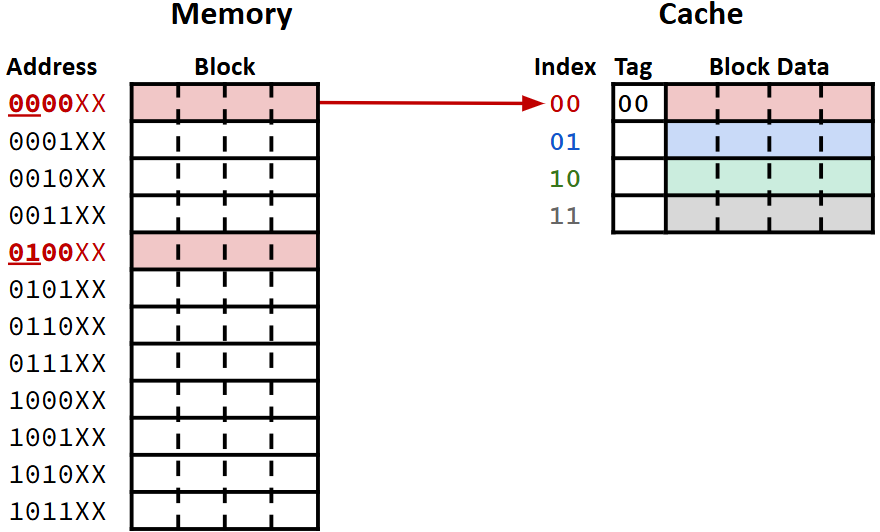 Memory Cache
Address Block Index Tag Block Data
0000XX 00 00
0001XX 01
0010XX 10
0011XX 11
0100XX
0101XX
0110XX
0111XX
1000XX
1001XX
1010XX
1011XX